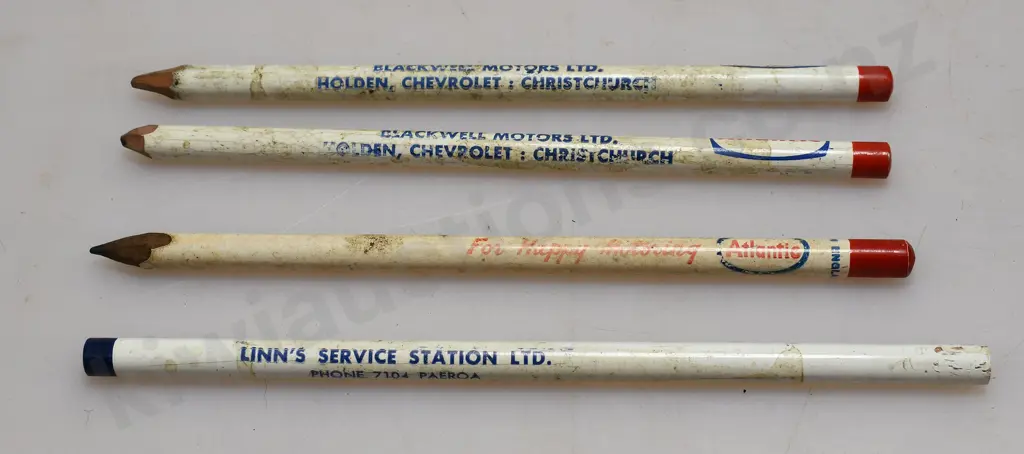 BLACKWELL MOTORS LTD.
HOLDEN, CHEVROLET : CHRISTCHURCH
BLACKWELL MOTORS LTD.
HOLDEN, CHEVROLET : CHRISTCHURCH
For Happy Motoring
Atlantic
LINN'S SERVICE STATION LTD.
PHONE 7104 PAEROA